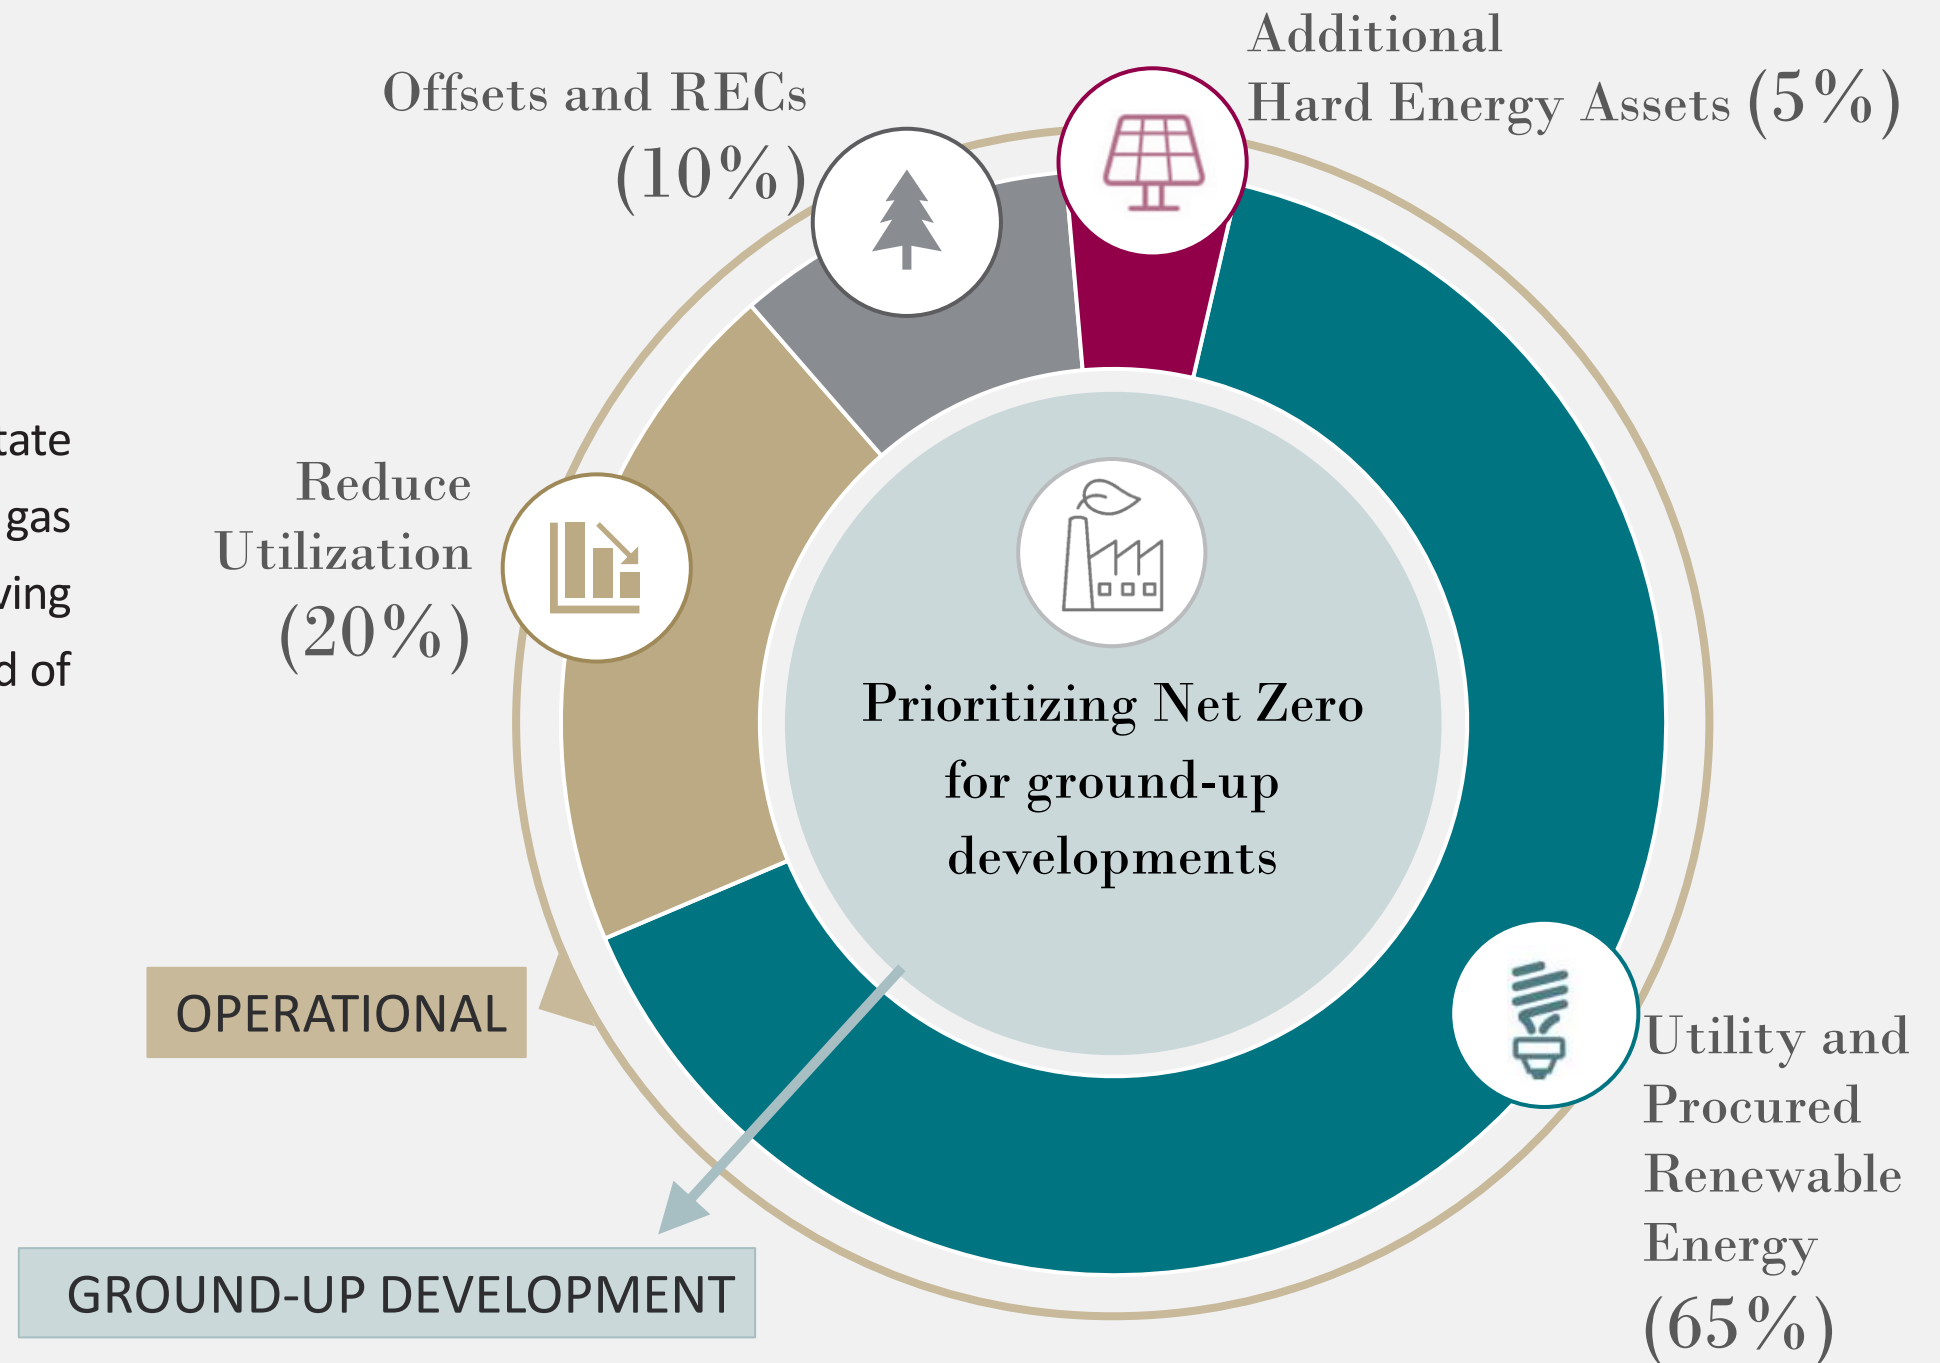 Additional
Hard Energy Assets (5%)
Offsets and RECs
(10%)
tate
gas
Reduce
Utilization
(20%)
ving
d of
Prioritizing Net Zero
for ground-up
developments
OPERATIONAL
Utility and
Procured
Renewable
Energy
(65%)
GROUND-UP DEVELOPMENT